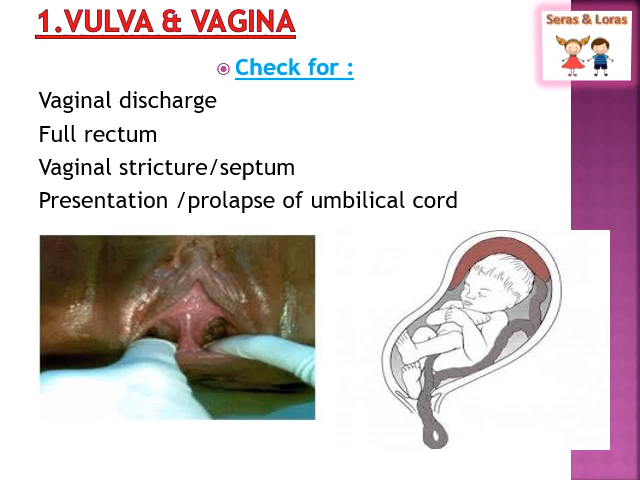 1.VULVA & VAGINA
Seras & Loras
Check for :
Vaginal discharge
Full rectum
Vaginal stricture/septum
Presentation /prolapse of umbilical cord